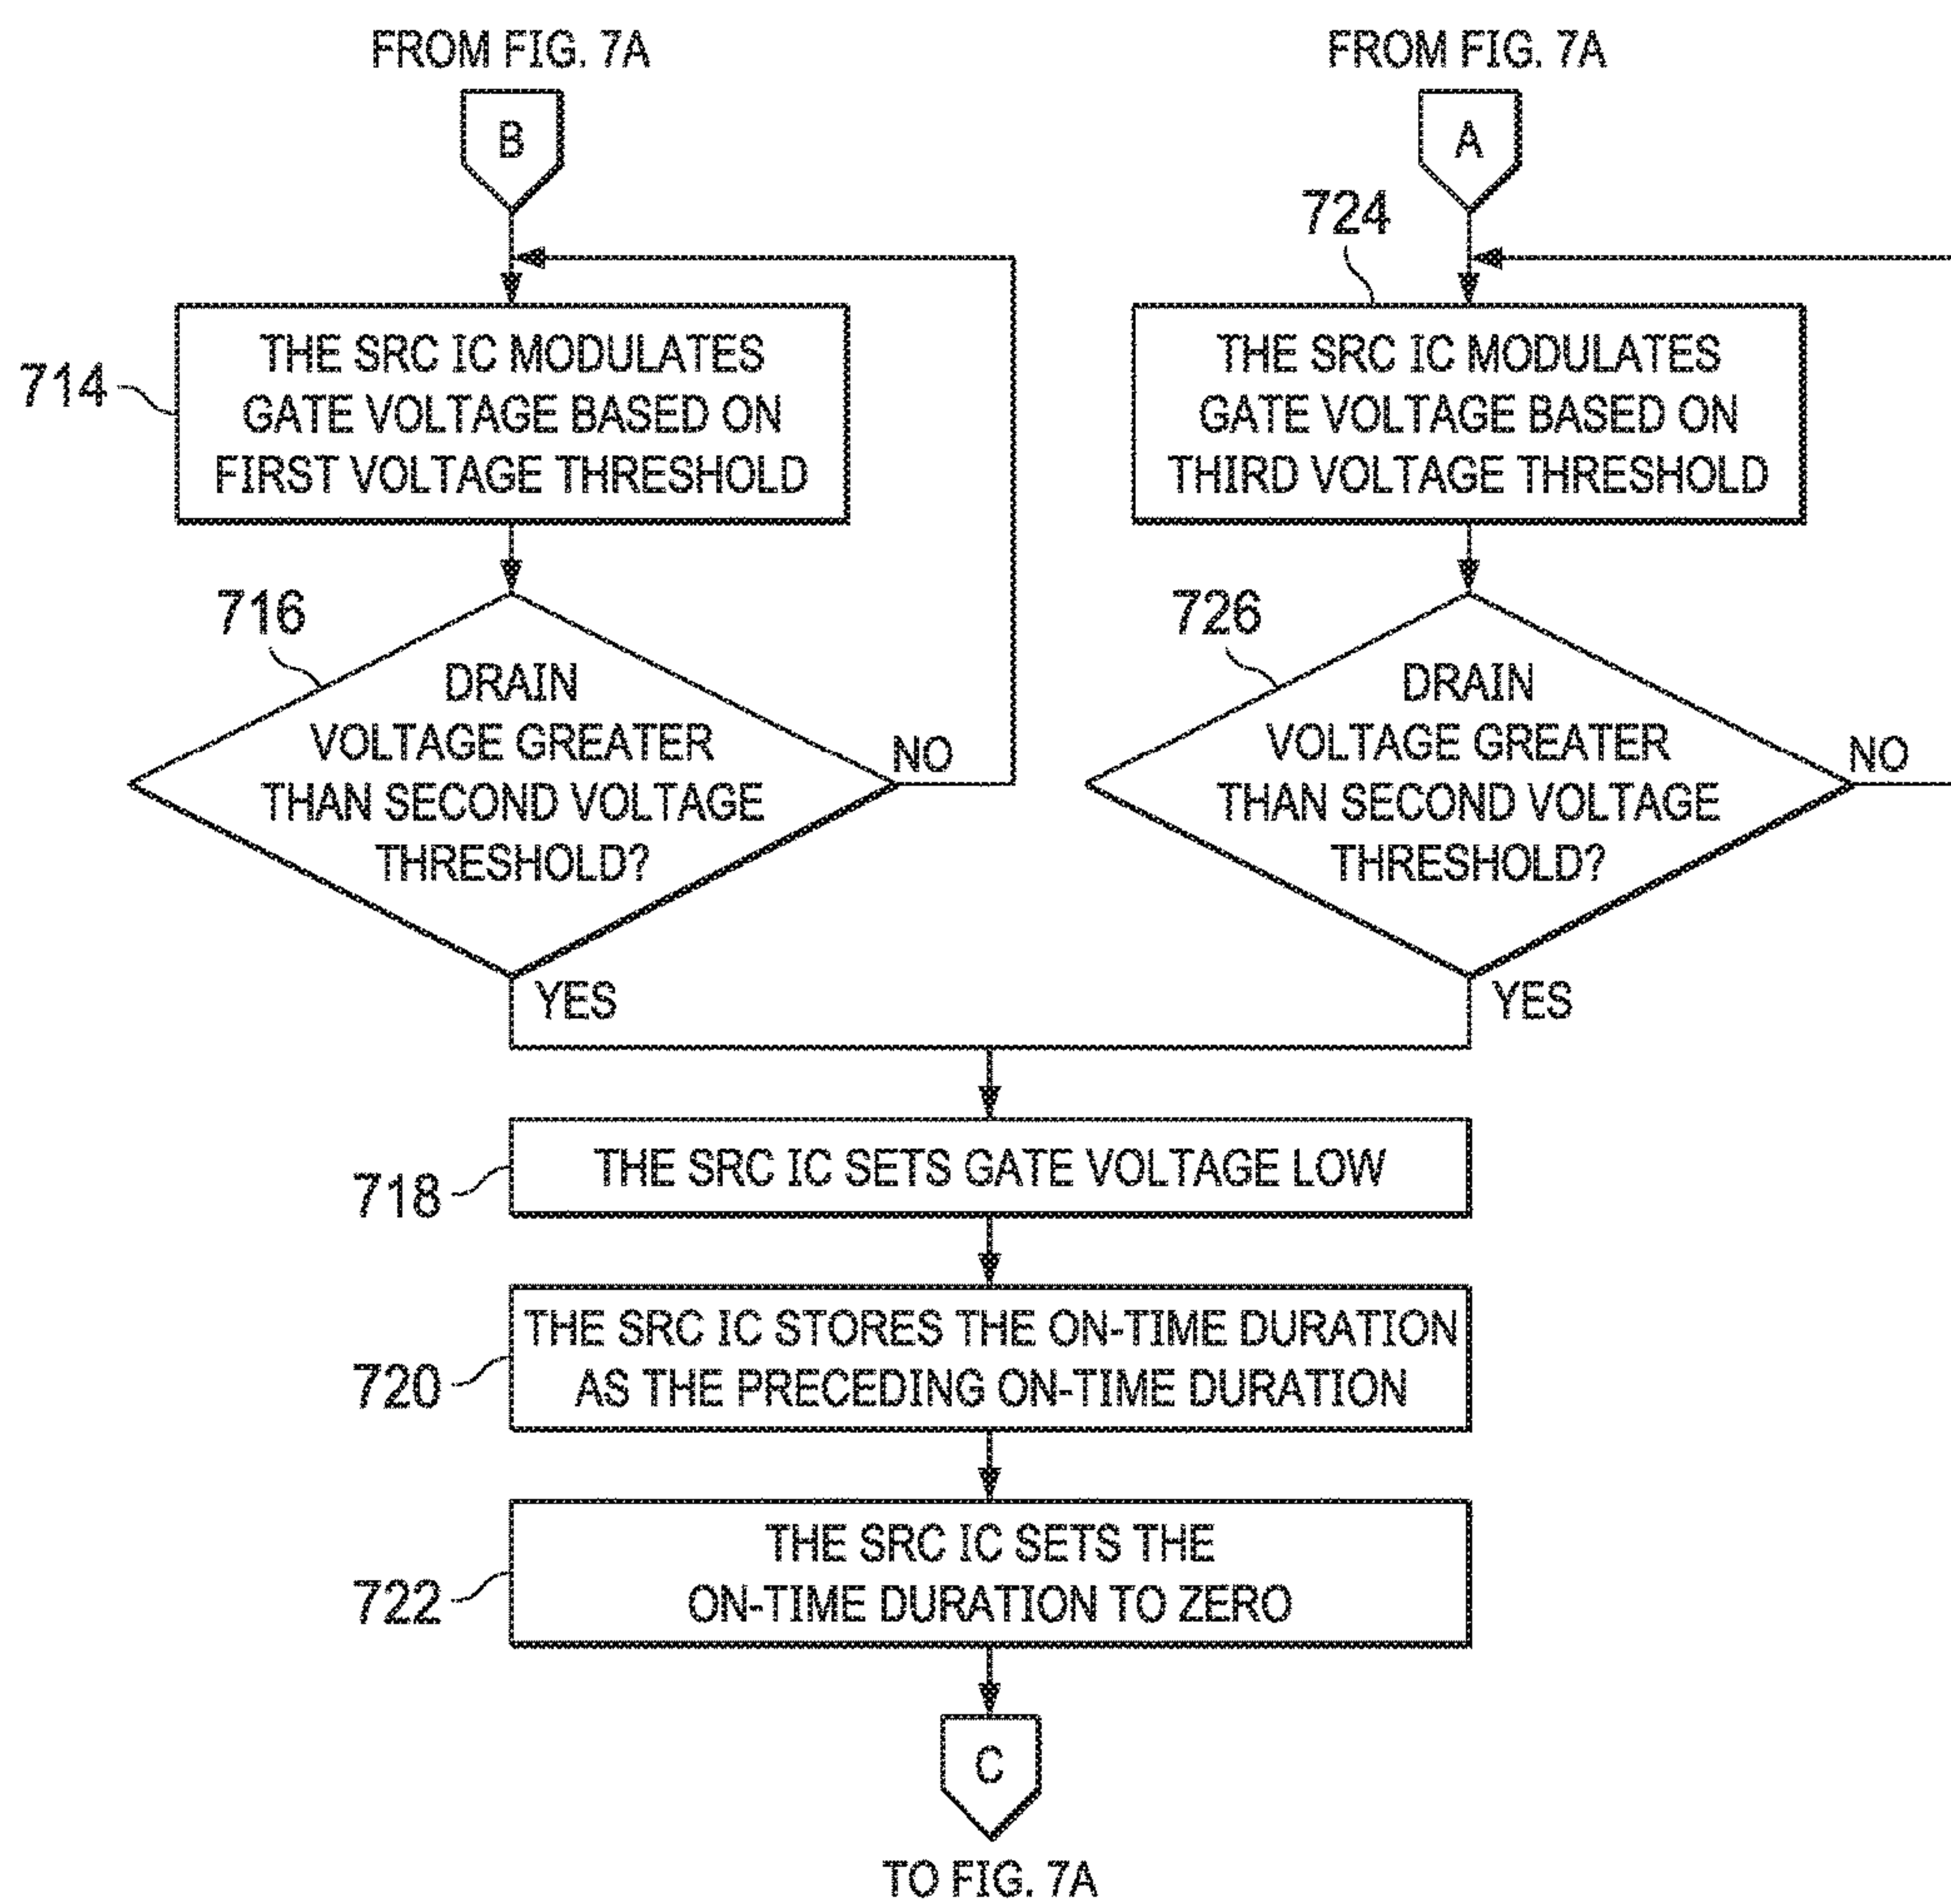 FROM FIG. 7A
B
714
THE SRC IC MODULATES
GATE VOLTAGE BASED ON
FIRST VOLTAGE THRESHOLD
716
DRAIN
VOLTAGE GREATER
THAN SECOND VOLTAGE
THRESHOLD?
NO
YES
FROM FIG. 7A
A
724
THE SRC IC MODULATES
GATE VOLTAGE BASED ON
THIRD VOLTAGE THRESHOLD
726
DRAIN
VOLTAGE GREATER
THAN SECOND VOLTAGE
THRESHOLD?
NO
YES
718
THE SRC IC SETS GATE VOLTAGE LOW
720
THE SRC IC STORES THE ON-TIME DURATION
AS THE PRECEDING ON-TIME DURATION
722
THE SRC IC SETS THE
ON-TIME DURATION TO ZERO
C
TO FIG. 7A